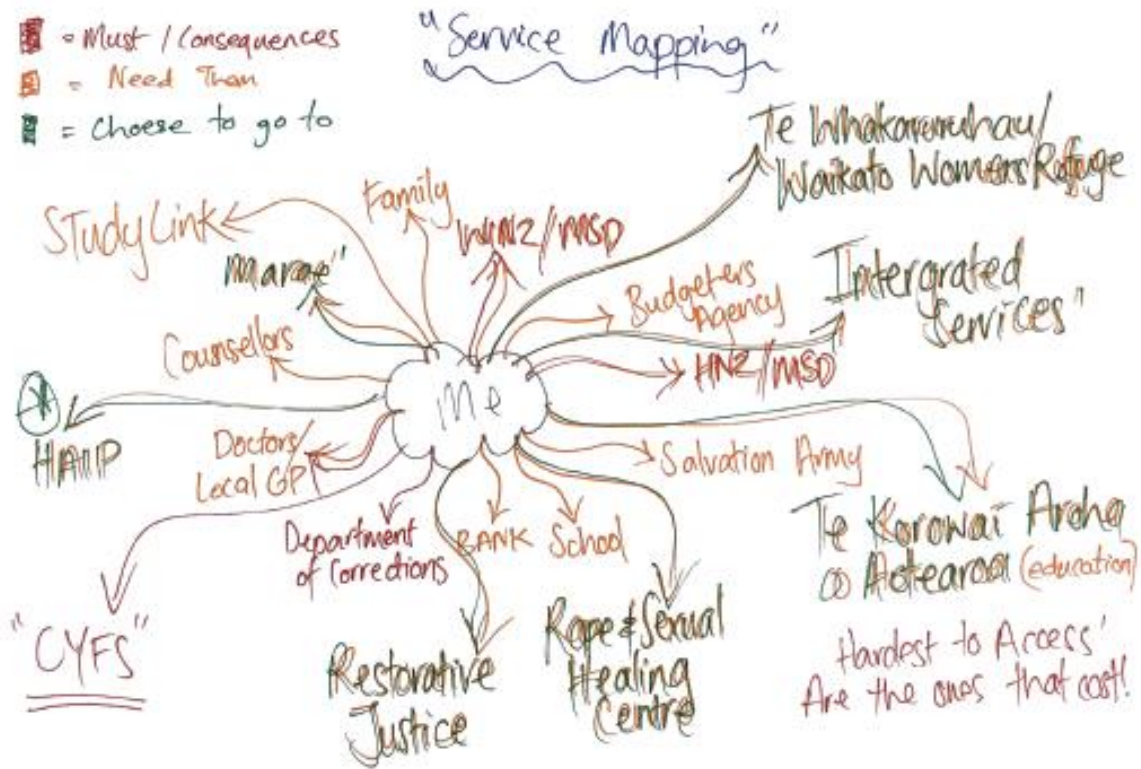 = Must / Consequences
= Need Than
= Choose to go to
"Service Mapping"
Te Whakaruruhau/
Waikato Womens Refuge
Family
StudyLink
WINZ/MSD
Marae"
Budgeters
Agency
Intergrated
Services"
Counsellors
HNZ/MSD
Me
HAIP
Doctors/
Local GP
Salvation Army
Department
of Corrections
BANK
School
Te Korowai Aroha
oo Aotearoa (education)
"CYFS"
Restorative
Justice
Rape & Sexual
Healing
Centre
Hardest to Access'
Are the ones that cost!